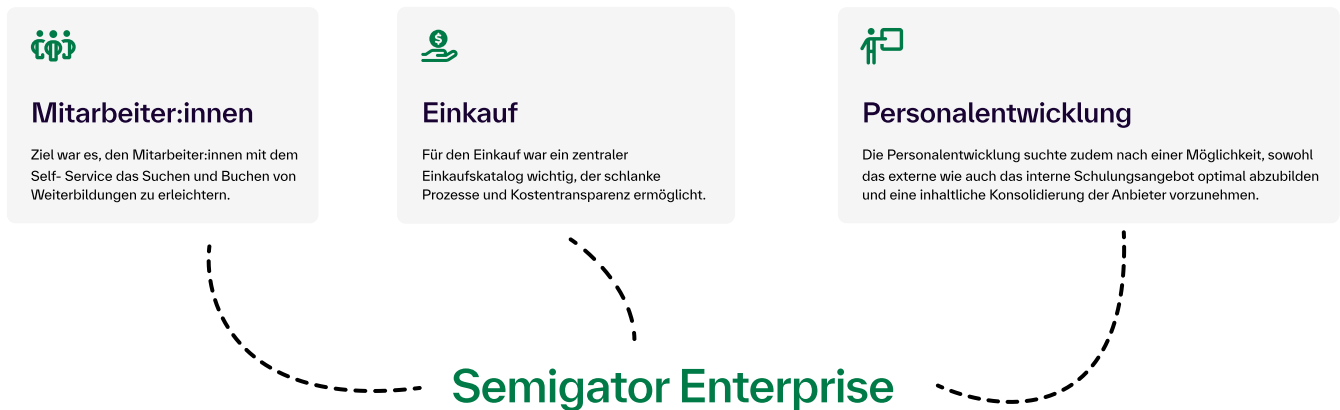 Mitarbeiter:innen
Ziel war es, den Mitarbeiter:innen mit dem
Self- Service das Suchen und Buchen von
Weiterbildungen zu erleichtern.
Einkauf
Für den Einkauf war ein zentraler
Einkaufskatalog wichtig, der schlanke
Prozesse und Kostentransparenz ermöglicht.
Personalentwicklung
Die Personalentwicklung suchte zudem nach einer Möglichkeit, sowohl
das externe wie auch das interne Schulungsangebot optimal abzubilden
und eine inhaltliche Konsolidierung der Anbieter vorzunehmen.
Semigator Enterprise